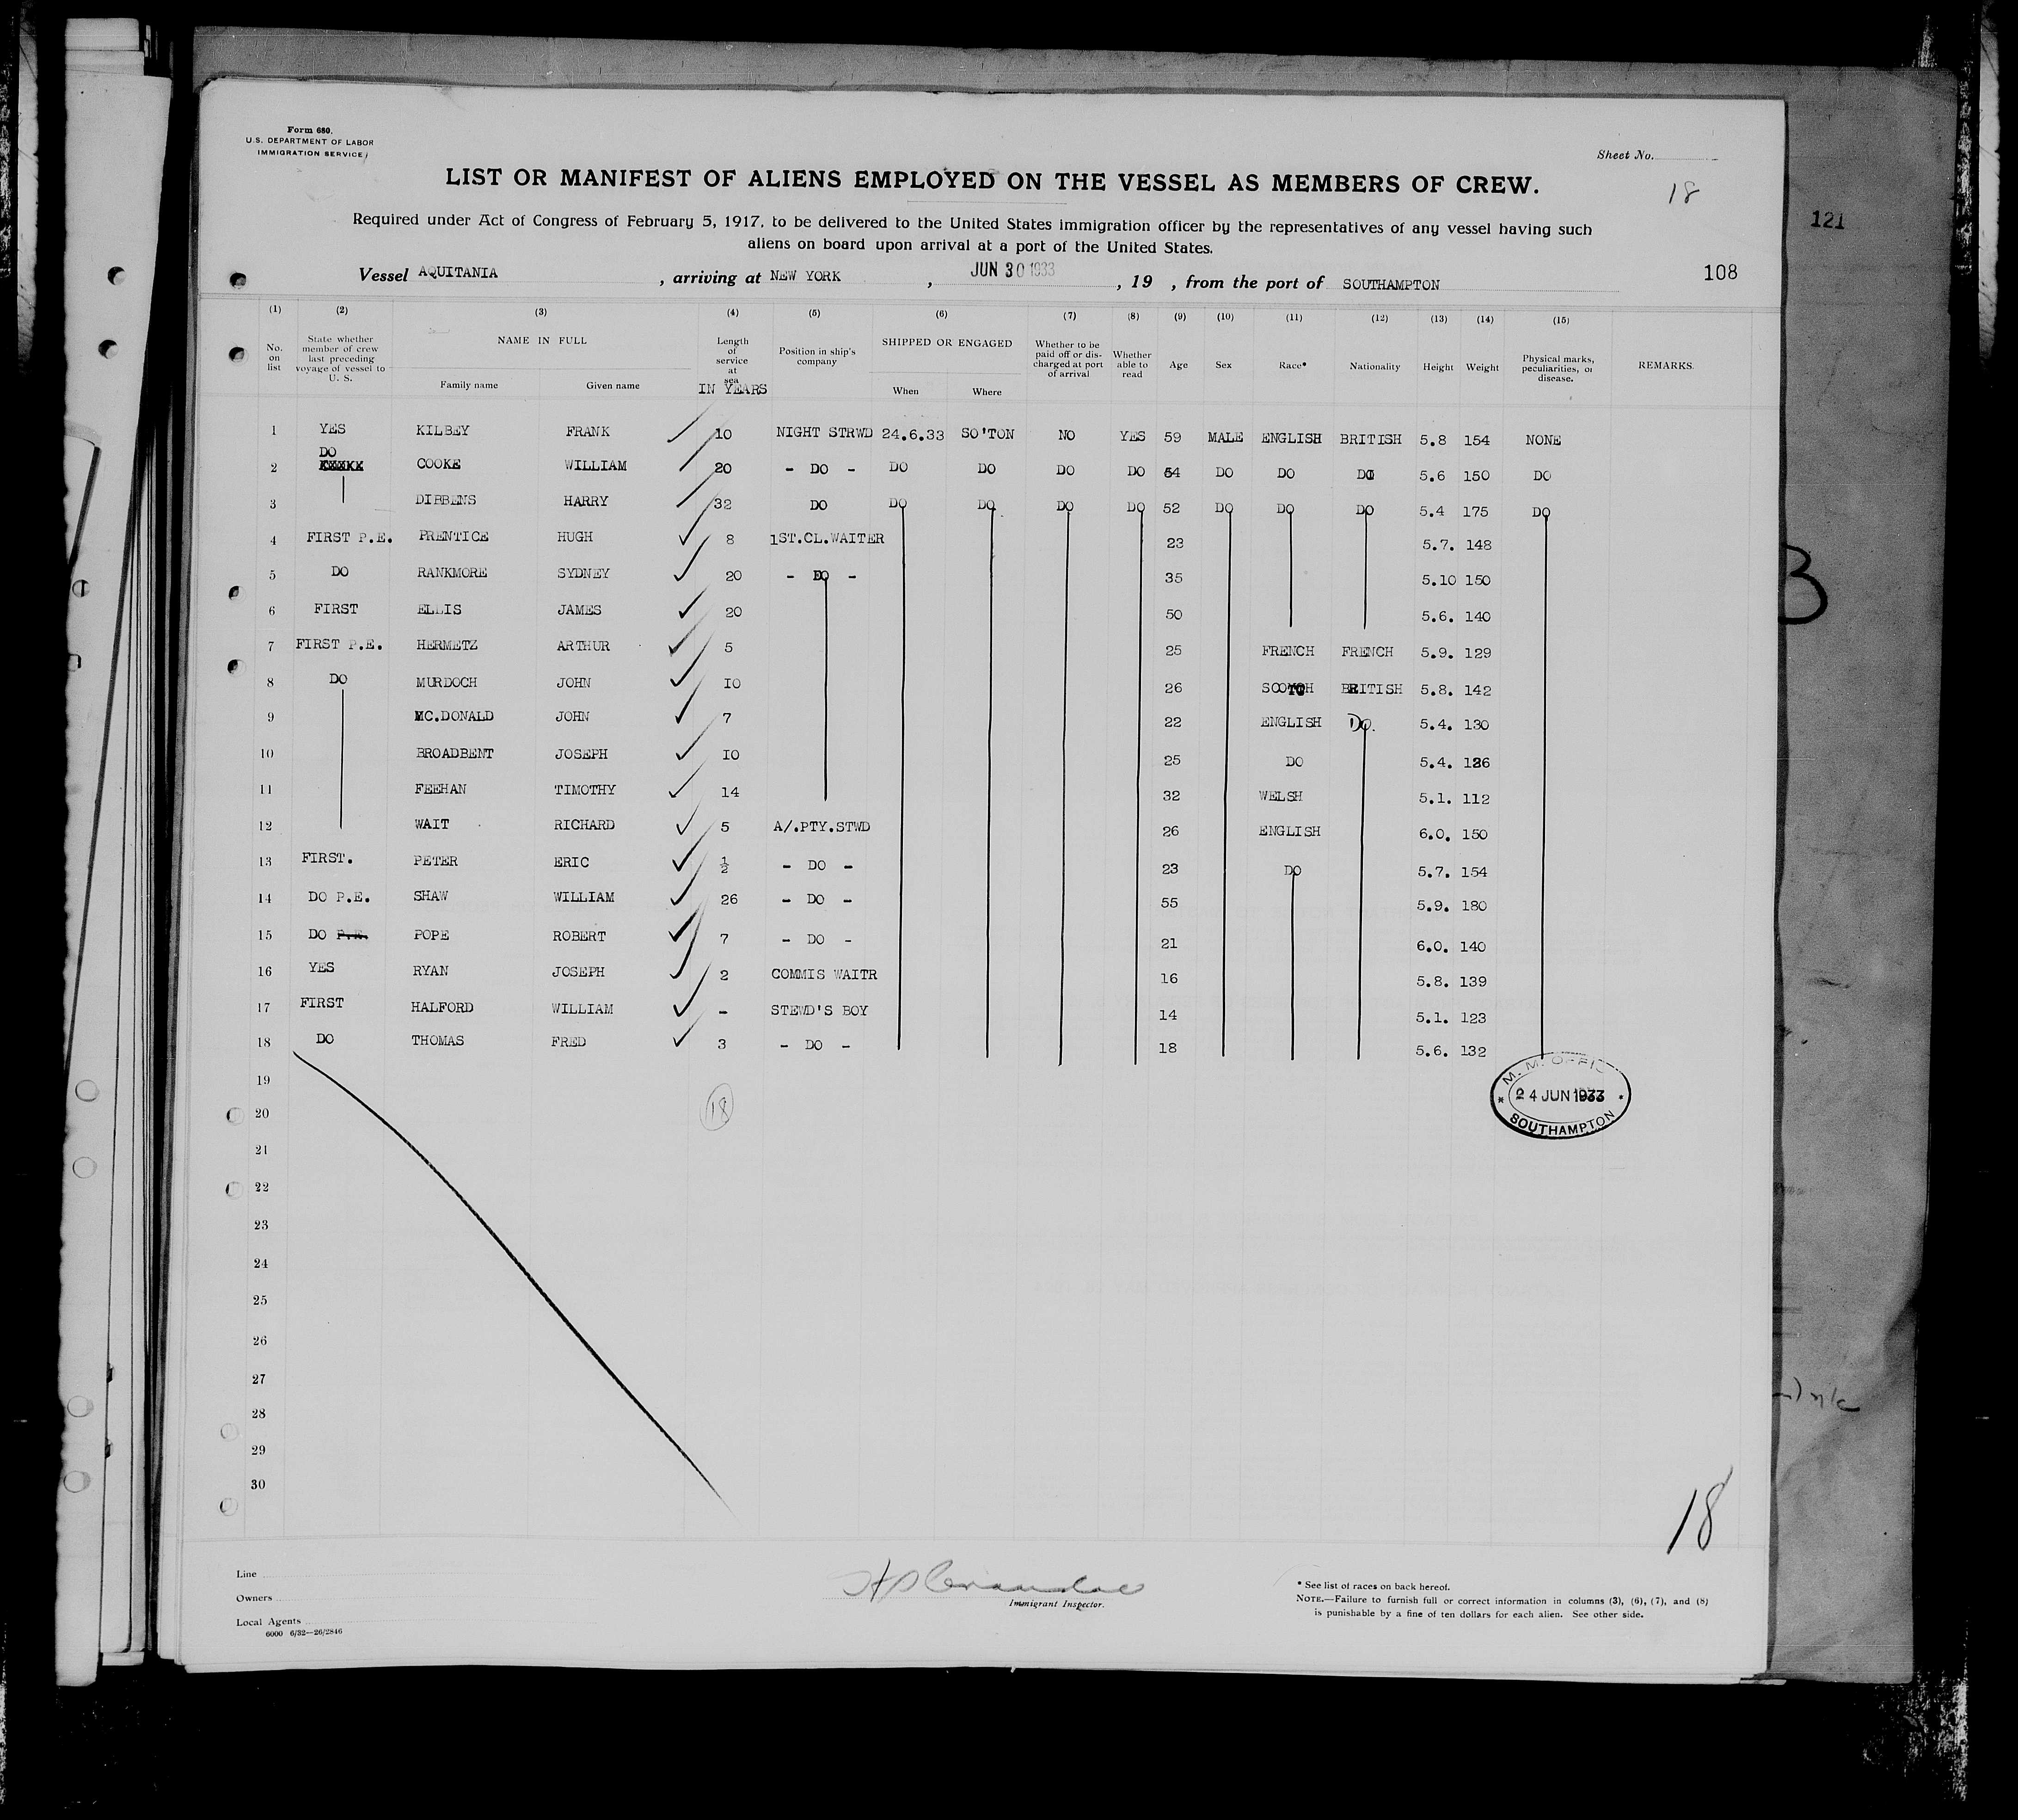 Form 680.
U.S. DEPARTMENT OF LABOR
IMMIGRATION SERVICE
Sheet No.
18
LIST OR MANIFEST OF ALIENS EMPLOYED ON THE VESSEL AS MEMBERS OF CREW.
Required under Act of Congress of February 5, 1917, to be delivered to the United States immigration officer by the representatives of any vessel having such
aliens on board upon arrival at a port of the United States.
121
Vessel AQUITANIA , arriving at NEW YORK , JUN 30 1933 , 19 , from the port of SOUTHAMPTON
108
(1) (2) (3) (4) (5) (6) (7) (8) (9) (10) (11) (12) (13) (14) (15)
No. on list State whether member of crew last preceding voyage of vessel to U. S. NAME IN FULL Family name Given name Length of service at sea IN YEARS Position in ship's company SHIPPED OR ENGAGED When Where Whether to be paid off or discharged at port of arrival Whether able to read Age Sex Race* Nationality Height Weight Physical marks, peculiarities, or disease. REMARKS.
1 YES KILBEY FRANK 10 NIGHT STRWD 24.6.33 SO'TON NO YES 59 MALE ENGLISH BRITISH 5.8 154 NONE
2 DO COOKE WILLIAM 20 - DO - DO DO DO DO 54 DO DO DO 5.6 150 DO
3 DIBBENS HARRY 32 DO DO DO DO DO 52 DO DO DO 5.4 175 DO
4 FIRST P.E. PRENTICE HUGH 8 1ST.CL.WAITER 23 5.7. 148
5 DO RANKMORE SYDNEY 20 - DO - 35 5.10 150
6 FIRST ELLIS JAMES 20 50 5.6. 140
7 FIRST P.E. HERMETZ ARTHUR 5 25 FRENCH FRENCH 5.9. 129
8 DO MURDOCH JOHN 10 26 SCOTCH BRITISH 5.8. 142
9 MC.DONALD JOHN 7 22 ENGLISH DO. 5.4. 130
10 BROADBENT JOSEPH 10 25 DO 5.4. 126
11 FEEHAN TIMOTHY 14 32 WELSH 5.1. 112
12 WAIT RICHARD 5 A/.PTY.STWD 26 ENGLISH 6.0. 150
13 FIRST. PETER ERIC 1/2 - DO - 23 DO 5.7. 154
14 DO P.E. SHAW WILLIAM 26 - DO - 55 5.9. 180
15 DO P.E. POPE ROBERT 7 - DO - 21 6.0. 140
16 YES RYAN JOSEPH 2 COMMIS WAITR 16 5.8. 139
17 FIRST HALFORD WILLIAM - STEWD'S BOY 14 5.1. 123
18 DO THOMAS FRED 3 - DO - 18 5.6. 132
19
20
21
22
23
24
25
26
27
28
29
30
18
M. M. OFFIC
24 JUN 1933
SOUTHAMPTON
18
Line
Owners
Local Agents
6000 6/32—26/2846
Immigrant Inspector.
* See list of races on back hereof.
NOTE.—Failure to furnish full or correct information in columns (3), (6), (7), and (8)
is punishable by a fine of ten dollars for each alien. See other side.